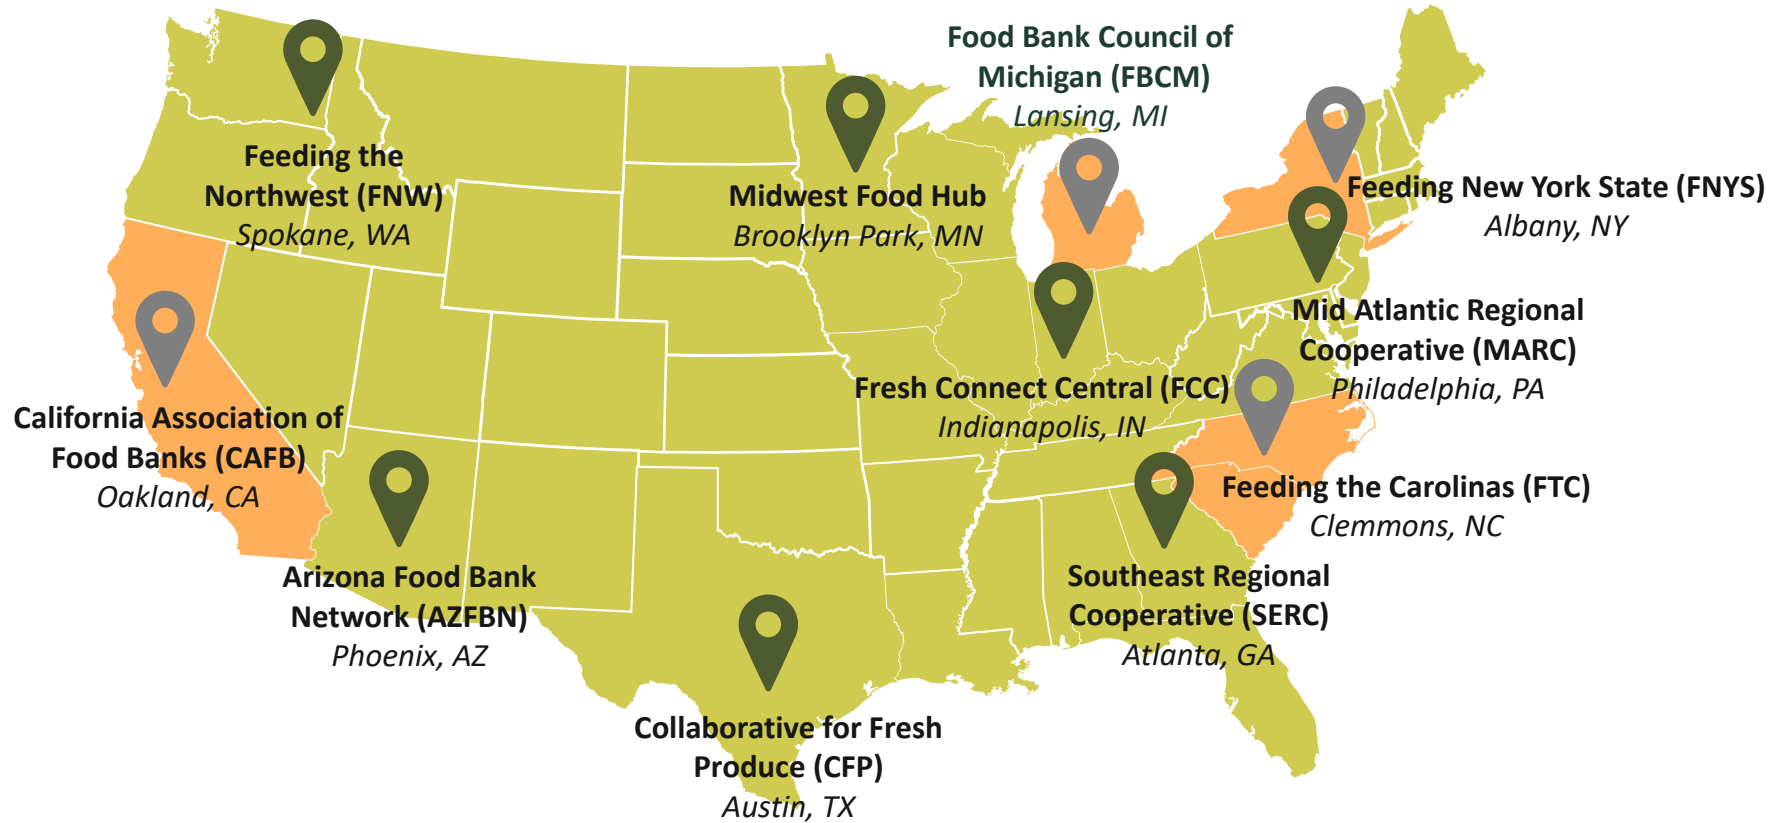 Food Bank Council of
Michigan (FBCM)
Lansing, MI
Feeding the
Northwest (FNW)
Spokane, WA
Midwest Food Hub
Brooklyn Park, MN
Feeding New York State (FNYS)
Albany, NY
Mid Atlantic Regional
Cooperative (MARC)
Philadelphia, PA
Fresh Connect Central (FCC)
Indianapolis, IN
California Association of
Food Banks (CAFB)
Oakland, CA
Feeding the Carolinas (FTC)
Clemmons, NC
Arizona Food Bank
Network (AZFBN)
Phoenix, AZ
Southeast Regional
Cooperative (SERC)
Atlanta, GA
Collaborative for Fresh
Produce (CFP)
Austin, TX